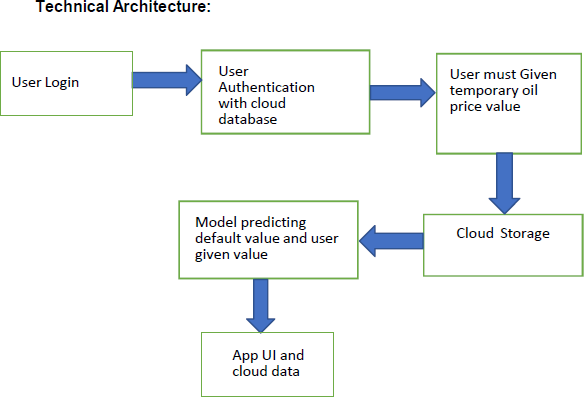 Technical Architecture:
User Login
User
Authentication
with cloud
database
User must Given
temporary oil
price value
Cloud Storage
Model predicting
default value and user
given value
App UI and
cloud data